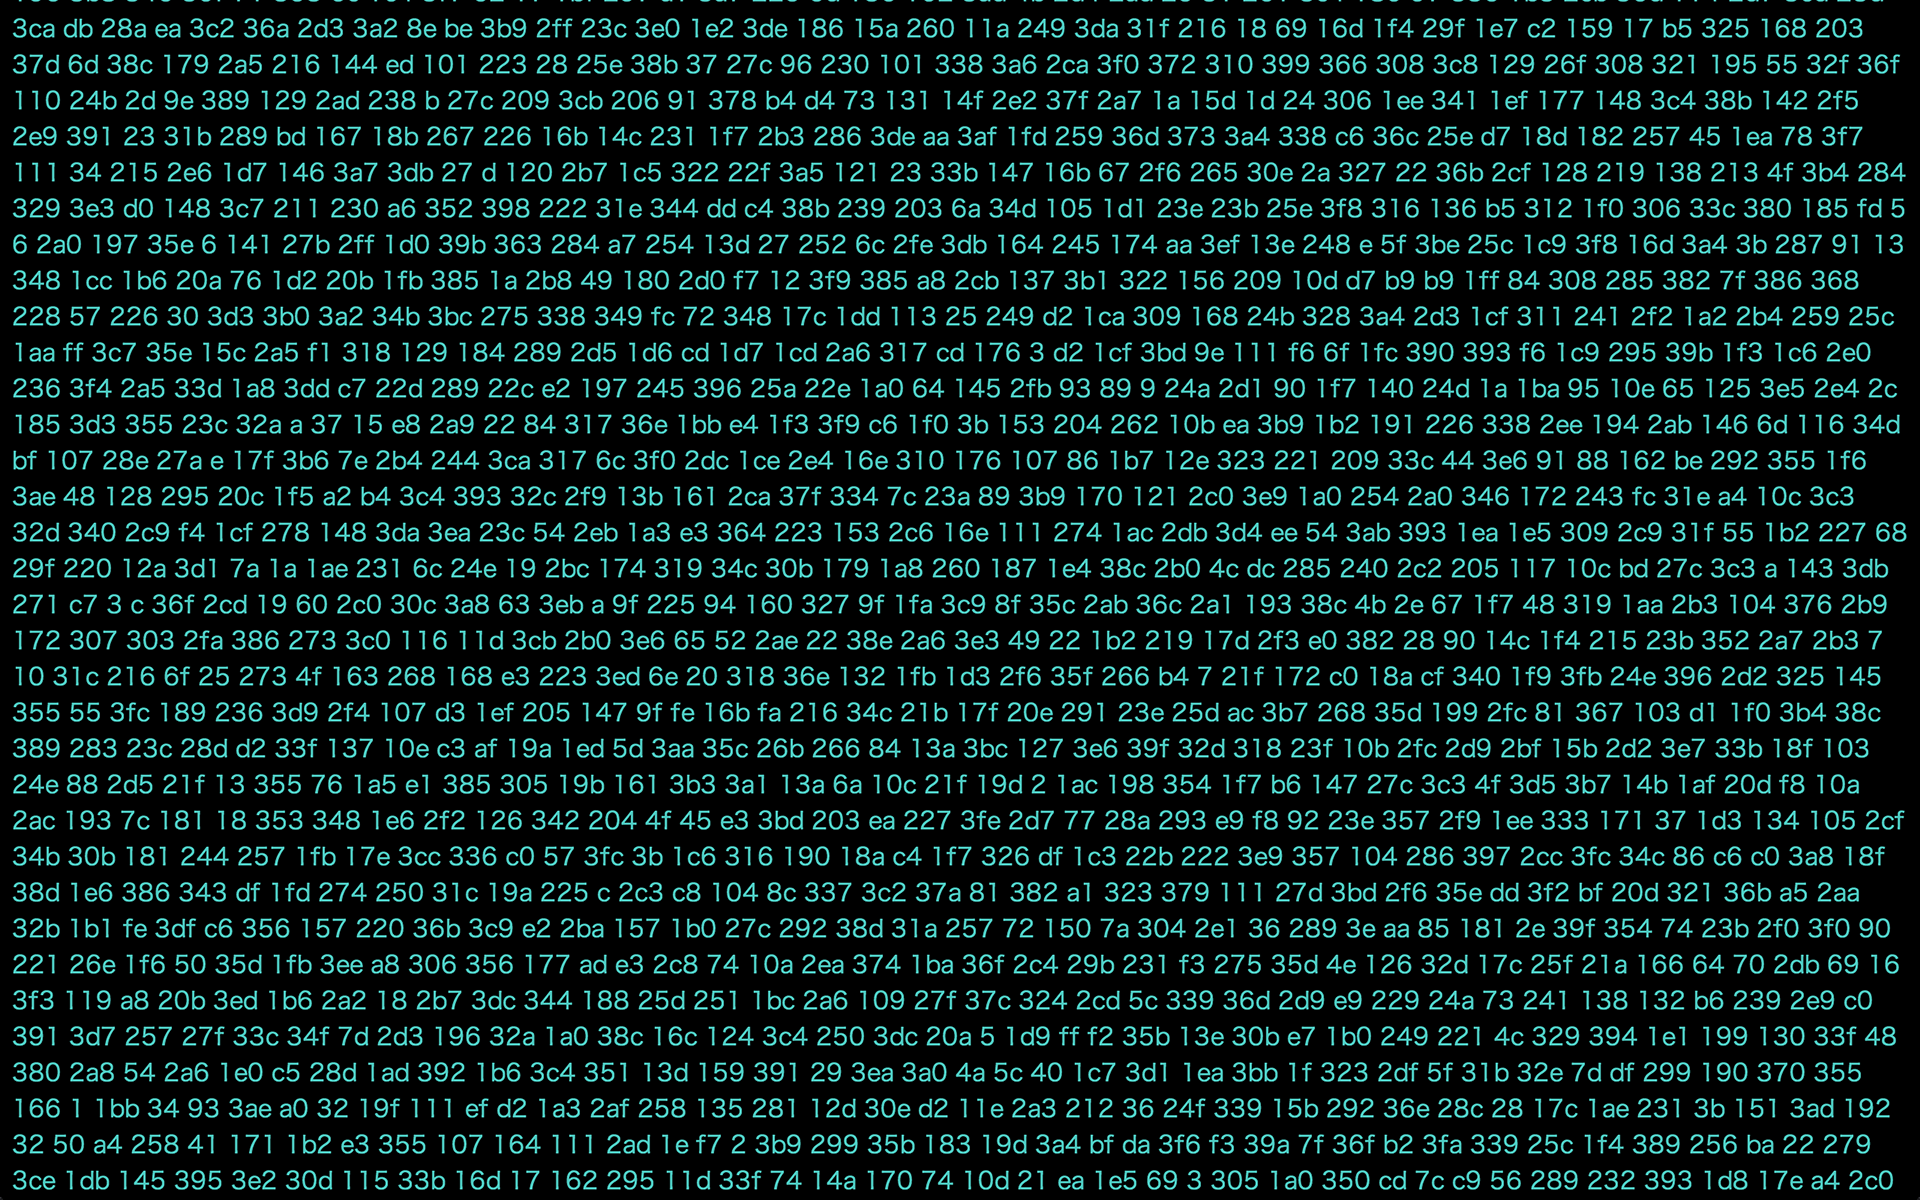 3ca db 28a ea 3c2 36a 2d3 3a2 8e be 3b9 2ff 23c 3e0 1e2 3de 186 15a 260 11a 249 3da 31f 216 18 69 16d 1f4 29f 1e7 c2 159 17 b5 325 168 203
37d 6d 38c 179 2a5 216 144 ed 101 223 28 25e 38b 37 27c 96 230 101 338 3a6 2ca 3f0 372 310 399 366 308 3c8 129 26f 308 321 195 55 32f 36f
110 24b 2d 9e 389 129 2ad 238 b 27c 209 3cb 206 91 378 b4 d4 73 131 14f 2e2 37f 2a7 1a 15d 1d 24 306 1ee 341 1ef 177 148 3c4 38b 142 2f5
2e9 391 23 31b 289 bd 167 18b 267 226 16b 14c 231 1f7 2b3 286 3de aa 3af 1fd 259 36d 373 3a4 338 c6 36c 25e d7 18d 182 257 45 1ea 78 3f7
111 34 215 2e6 1d7 146 3a7 3db 27 d 120 2b7 1c5 322 22f 3a5 121 23 33b 147 16b 67 2f6 265 30e 2a 327 22 36b 2cf 128 219 138 213 4f 3b4 284
329 3e3 d0 148 3c7 211 230 a6 352 398 222 31e 344 dd c4 38b 239 203 6a 34d 105 1d1 23e 23b 25e 3f8 316 136 b5 312 1f0 306 33c 380 185 fd 5
6 2a0 197 35e 6 141 27b 2ff 1d0 39b 363 284 a7 254 13d 27 252 6c 2fe 3db 164 245 174 aa 3ef 13e 248 e 5f 3be 25c 1c9 3f8 16d 3a4 3b 287 91 13
348 1cc 1b6 20a 76 1d2 20b 1fb 385 1a 2b8 49 180 2d0 f7 12 3f9 385 a8 2cb 137 3b1 322 156 209 10d d7 b9 b9 1ff 84 308 285 382 7f 386 368
228 57 226 30 3d3 3b0 3a2 34b 3bc 275 338 349 fc 72 348 17c 1dd 113 25 249 d2 1ca 309 168 24b 328 3a4 2d3 1cf 311 241 2f2 1a2 2b4 259 25c
1aa ff 3c7 35e 15c 2a5 f1 318 129 184 289 2d5 1d6 cd 1d7 1cd 2a6 317 cd 176 3 d2 1cf 3bd 9e 111 f6 6f 1fc 390 393 f6 1c9 295 39b 1f3 1c6 2e0
236 3f4 2a5 33d 1a8 3dd c7 22d 289 22c e2 197 245 396 25a 22e 1a0 64 145 2fb 93 89 9 24a 2d1 90 1f7 140 24d 1a 1ba 95 10e 65 125 3e5 2e4 2c
185 3d3 355 23c 32a a 37 15 e8 2a9 22 84 317 36e 1bb e4 1f3 3f9 c6 1f0 3b 153 204 262 10b ea 3b9 1b2 191 226 338 2ee 194 2ab 146 6d 116 34d
bf 107 28e 27a e 17f 3b6 7e 2b4 244 3ca 317 6c 3f0 2dc 1ce 2e4 16e 310 176 107 86 1b7 12e 323 221 209 33c 44 3e6 91 88 162 be 292 355 1f6
3ae 48 128 295 20c 1f5 a2 b4 3c4 393 32c 2f9 13b 161 2ca 37f 334 7c 23a 89 3b9 170 121 2c0 3e9 1a0 254 2a0 346 172 243 fc 31e a4 10c 3c3
32d 340 2c9 f4 1cf 278 148 3da 3ea 23c 54 2eb 1a3 e3 364 223 153 2c6 16e 111 274 1ac 2db 3d4 ee 54 3ab 393 1ea 1e5 309 2c9 31f 55 1b2 227 68
29f 220 12a 3d1 7a 1a 1ae 231 6c 24e 19 2bc 174 319 34c 30b 179 1a8 260 187 1e4 38c 2b0 4c dc 285 240 2c2 205 117 10c bd 27c 3c3 a 143 3db
271 c7 3 c 36f 2cd 19 60 2c0 30c 3a8 63 3eb a 9f 225 94 160 327 9f 1fa 3c9 8f 35c 2ab 36c 2a1 193 38c 4b 2e 67 1f7 48 319 1aa 2b3 104 376 2b9
172 307 303 2fa 386 273 3c0 116 11d 3cb 2b0 3e6 65 52 2ae 22 38e 2a6 3e3 49 22 1b2 219 17d 2f3 e0 382 28 90 14c 1f4 215 23b 352 2a7 2b3 7
10 31c 216 6f 25 273 4f 163 268 168 e3 223 3ed 6e 20 318 36e 132 1fb 1d3 2f6 35f 266 b4 7 21f 172 c0 18a cf 340 1f9 3fb 24e 396 2d2 325 145
355 55 3fc 189 236 3d9 2f4 107 d3 1ef 205 147 9f fe 16b fa 216 34c 21b 17f 20e 291 23e 25d ac 3b7 268 35d 199 2fc 81 367 103 d1 1f0 3b4 38c
389 283 23c 28d d2 33f 137 10e c3 af 19a 1ed 5d 3aa 35c 26b 266 84 13a 3bc 127 3e6 39f 32d 318 23f 10b 2fc 2d9 2bf 15b 2d2 3e7 33b 18f 103
24e 88 2d5 21f 13 355 76 1a5 e1 385 305 19b 161 3b3 3a1 13a 6a 10c 21f 19d 2 1ac 198 354 1f7 b6 147 27c 3c3 4f 3d5 3b7 14b 1af 20d f8 10a
2ac 193 7c 181 18 353 348 1e6 2f2 126 342 204 4f 45 e3 3bd 203 ea 227 3fe 2d7 77 28a 293 e9 f8 92 23e 357 2f9 1ee 333 171 37 1d3 134 105 2cf
34b 30b 181 244 257 1fb 17e 3cc 336 c0 57 3fc 3b 1c6 316 190 18a c4 1f7 326 df 1c3 22b 222 3e9 357 104 286 397 2cc 3fc 34c 86 c6 c0 3a8 18f
38d 1e6 386 343 df 1fd 274 250 31c 19a 225 c 2c3 c8 104 8c 337 3c2 37a 81 382 a1 323 379 111 27d 3bd 2f6 35e dd 3f2 bf 20d 321 36b a5 2aa
32b 1b1 fe 3df c6 356 157 220 36b 3c9 e2 2ba 157 1b0 27c 292 38d 31a 257 72 150 7a 304 2e1 36 289 3e aa 85 181 2e 39f 354 74 23b 2f0 3f0 90
221 26e 1f6 50 35d 1fb 3ee a8 306 356 177 ad e3 2c8 74 10a 2ea 374 1ba 36f 2c4 29b 231 f3 275 35d 4e 126 32d 17c 25f 21a 166 64 70 2db 69 16
3f3 119 a8 20b 3ed 1b6 2a2 18 2b7 3dc 344 188 25d 251 1bc 2a6 109 27f 37c 324 2cd 5c 339 36d 2d9 e9 229 24a 73 241 138 132 b6 239 2e9 c0
391 3d7 257 27f 33c 34f 7d 2d3 196 32a 1a0 38c 16c 124 3c4 250 3dc 20a 5 1d9 ff f2 35b 13e 30b e7 1b0 249 221 4c 329 394 1e1 199 130 33f 48
380 2a8 54 2a6 1e0 c5 28d 1ad 392 1b6 3c4 351 13d 159 391 29 3ea 3a0 4a 5c 40 1c7 3d1 1ea 3bb 1f 323 2df 5f 31b 32e 7d df 299 190 370 355
166 1 1bb 34 93 3ae a0 32 19f 111 ef d2 1a3 2af 258 135 281 12d 30e d2 11e 2a3 212 36 24f 339 15b 292 36e 28c 28 17c 1ae 231 3b 151 3ad 192
32 50 a4 258 41 171 1b2 e3 355 107 164 111 2ad 1e f7 2 3b9 299 35b 183 19d 3a4 bf da 3f6 f3 39a 7f 36f b2 3fa 339 25c 1f4 389 256 ba 22 279
3ce 1db 145 395 3e2 30d 115 33b 16d 17 162 295 11d 33f 74 14a 170 74 10d 21 ea 1e5 69 3 305 1a0 350 cd 7c c9 56 289 232 393 1d8 17e a4 2c0